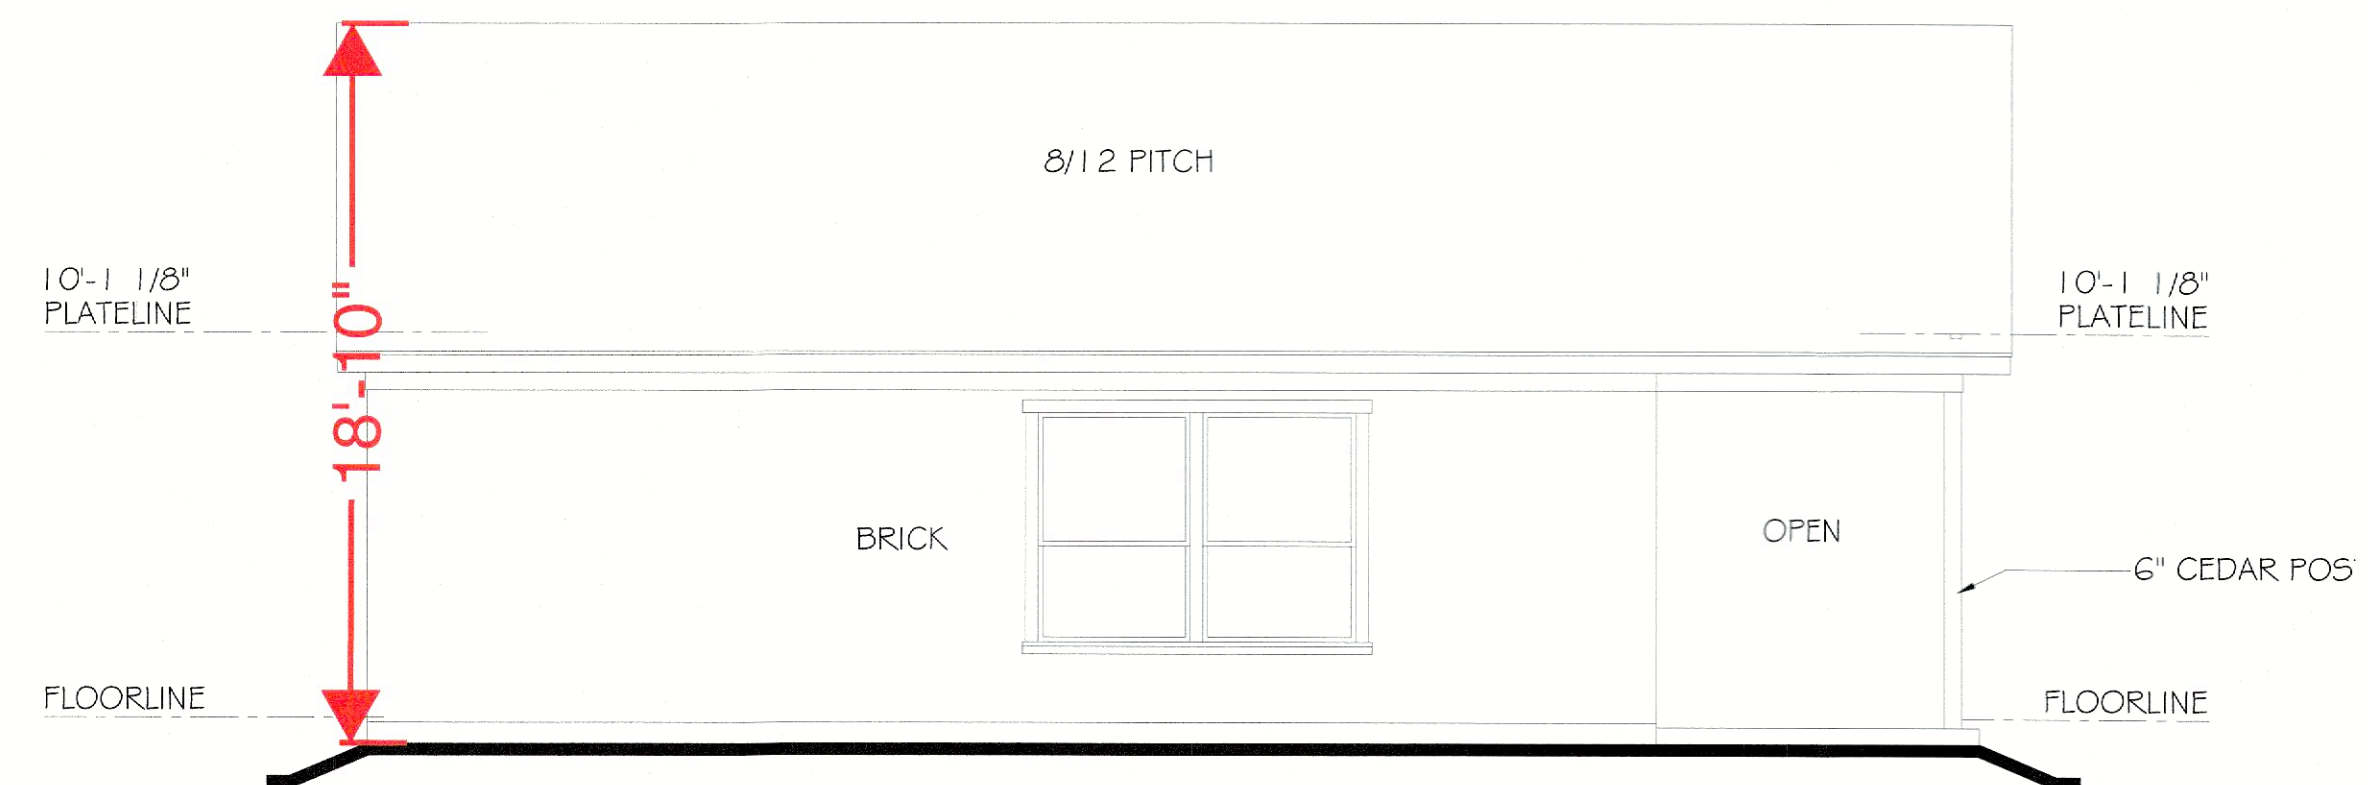 8/12 PITCH
10'-1 1/8"
PLATELINE
10'-1 1/8"
PLATELINE
18'-10"
BRICK
OPEN
6" CEDAR POS
FLOORLINE
FLOORLINE